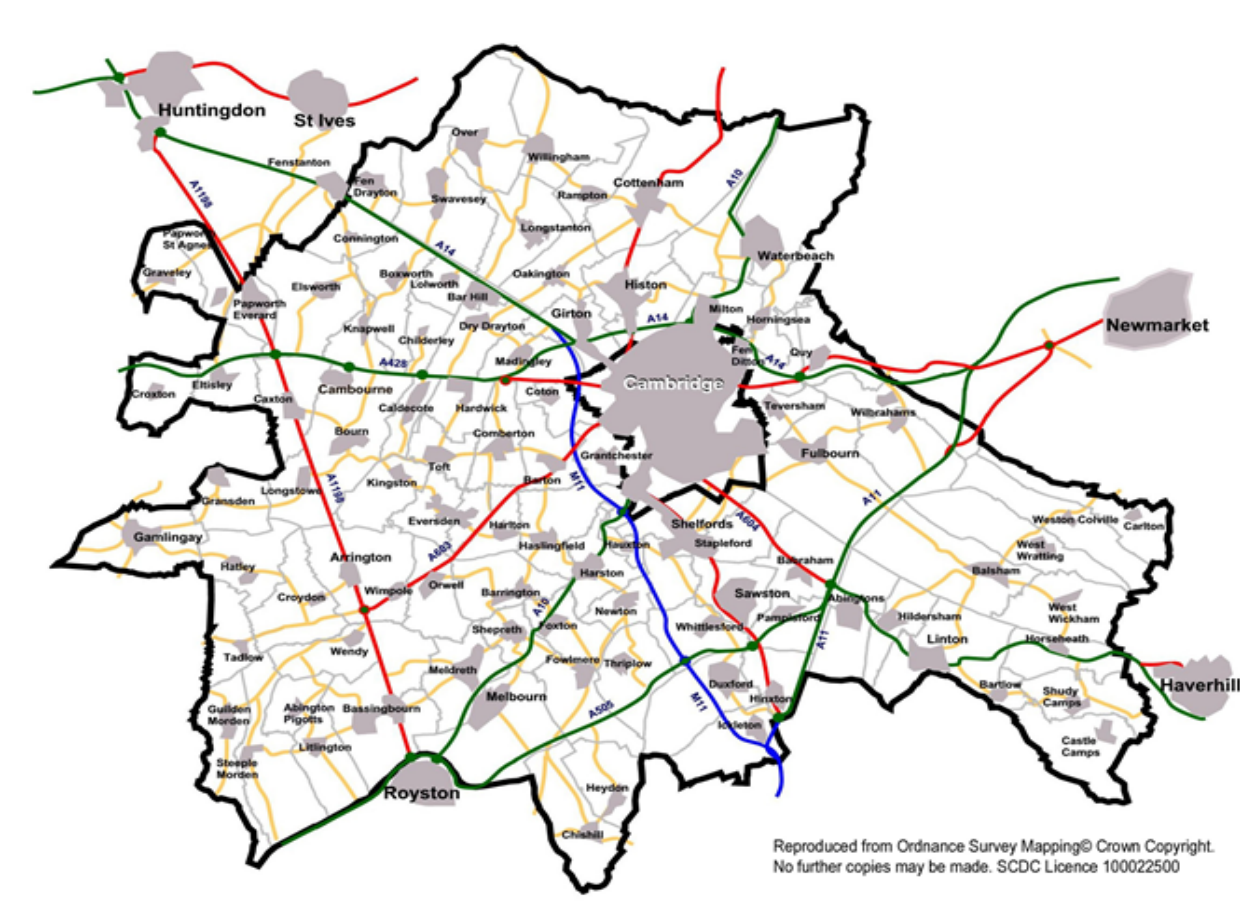 Huntingdon
St Ives
Over
Willingham
Fenstanton
Fen
Drayton
Cottenham
A10
A1198
Swavesey
Rampton
Papworth
St Agnes
Connington
A14
Longstanton
Waterbeach
Graveley
Elsworth
Boxworth
Lolworth
Oakington
Histon
Bar Hill
Papworth
Everard
Girton
A14
Milton
Horningsea
Newmarket
Knapwell
Dry Drayton
Childerley
Fen
Ditton
A14
Quy
A428
Madingley
Cambridge
Eltisley
Croxton
Cambourne
Coton
Caxton
Caldecote
Hardwick
Teversham
Wilbrahams
Bourn
Comberton
Grantchester
Fulbourn
Toft
Barton
M11
Kingston
Longstowe
A1198
Gransden
A11
Eversden
Harlton
A604
Shelfords
Weston Colville
Carlton
Gamlingay
Haslingfield
Hauxton
Stapleford
A603
Arrington
West
Wratting
Babraham
Balsham
Hatley
Harston
Croydon
Wimpole
Orwell
Barrington
Sawston
Abingtons
A10
Newton
Pampisford
Hildersham
West
Wickham
Shepreth
Foxton
Whittlesford
A11
Linton
Horseheath
Wendy
Tadlow
Meldreth
Fowlmere
Thriplow
Duxford
Bartlow
Shudy
Camps
Haverhill
Melbourn
Hinxton
M11
Guilden
Morden
Abington
Pigotts
Bassingbourn
A505
Ickleton
Litlington
Castle
Camps
Steeple
Morden
Royston
Heydon
Chishill
Reproduced from Ordnance Survey Mapping© Crown Copyright.
No further copies may be made. SCDC Licence 100022500